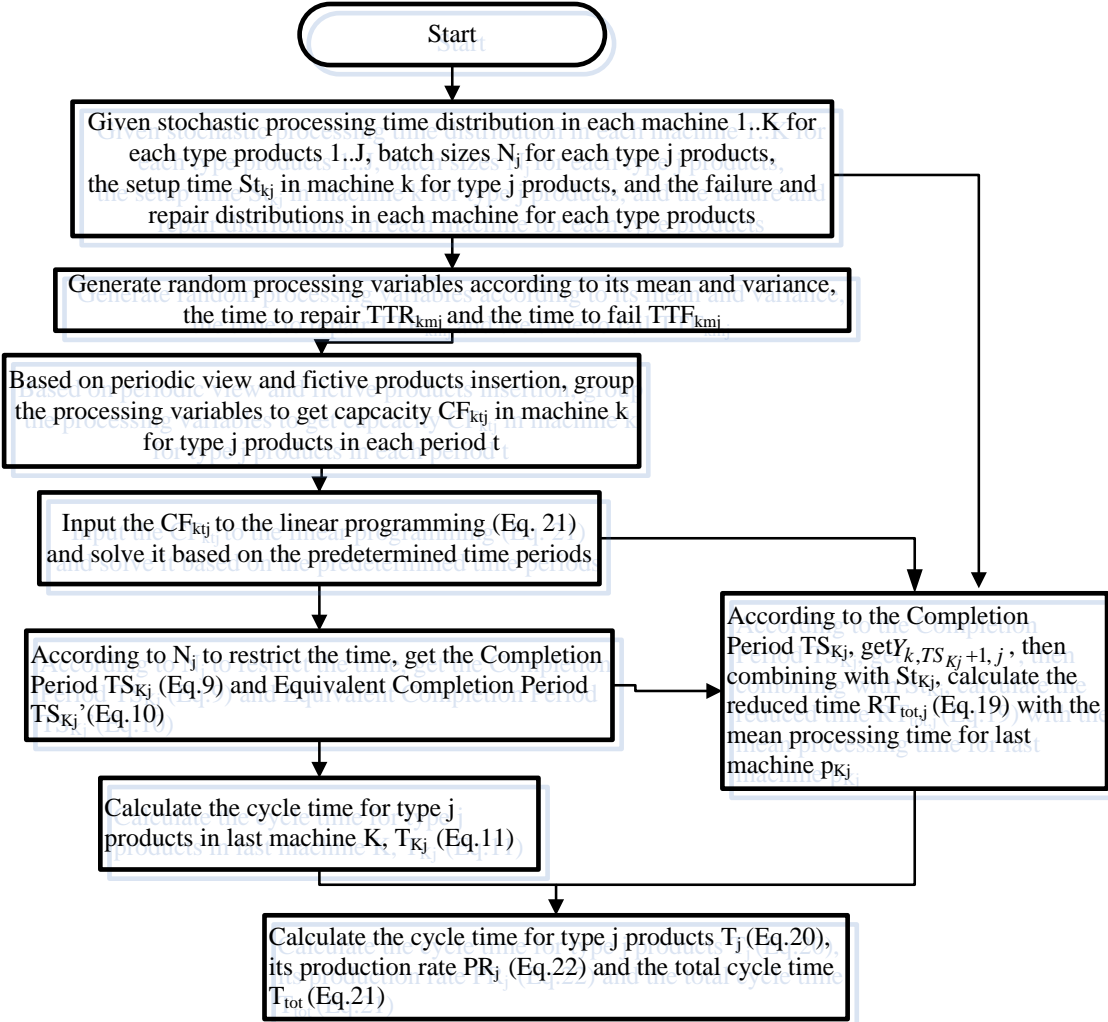 Start
Given stochastic processing time distribution in each machine 1..K for
each type products 1..J, batch sizes Nj for each type j products,
the setup time Stkj in machine k for type j products, and the failure and
repair distributions in each machine for each type products
Generate random processing variables according to its mean and variance,
the time to repair TTRkmj and the time to fail TTFkmj
Based on periodic view and fictive products insertion, group
the processing variables to get capcacity CFktj in machine k
for type j products in each period t
Input the CFktj to the linear programming (Eq. 21)
and solve it based on the predetermined time periods
According to Nj to restrict the time, get the Completion
Period TSKj (Eq.9) and Equivalent Completion Period
TSKj’(Eq.10)
According to the Completion
Period TSKj, getYk,TSKj+1, j , then
combining with StKj, calculate the
reduced time RTtot,j (Eq.19) with the
mean processing time for last
machine pKj
Calculate the cycle time for type j
products in last machine K, TKj (Eq.11)
Calculate the cycle time for type j products Tj (Eq.20),
its production rate PRj (Eq.22) and the total cycle time
Ttot (Eq.21)